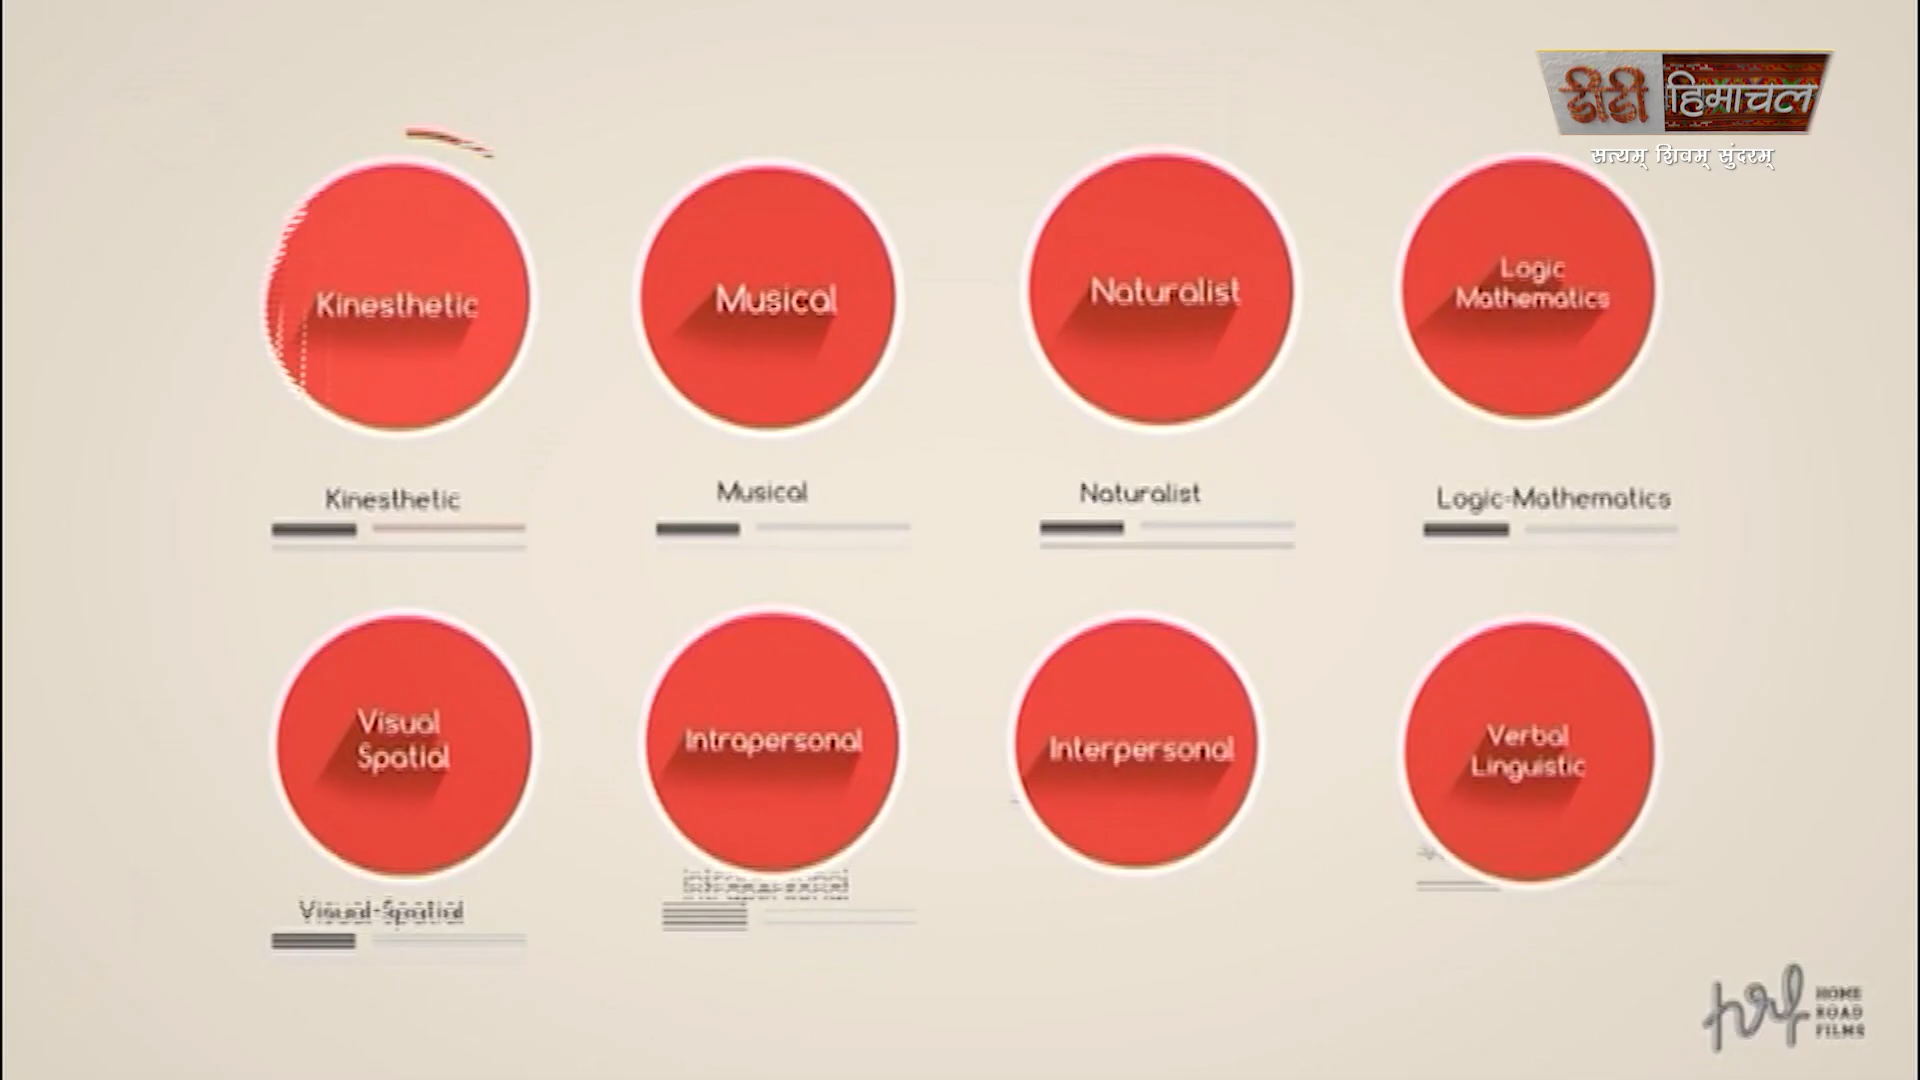 डीडी हिमाचल
सत्यम् शिवम् सुंदरम्
Kinesthetic
Musical
Naturalist
Logic
Mathematics
Kinesthetic
Musical
Naturalist
Logic-Mathematics
Visual
Spatial
Intrapersonal
Interpersonal
Verbal
Linguistic
Visual-Spatial
hrf
HOME
ROAD
FILMS